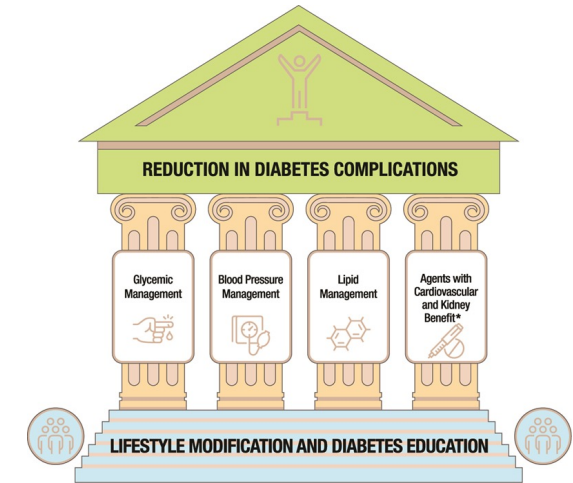 REDUCTION IN DIABETES COMPLICATIONS
Glycemic
Management
Blood Pressure
Management
Lipid
Management
Agents with
Cardiovascular
and Kidney
Benefit*
LIFESTYLE MODIFICATION AND DIABETES EDUCATION